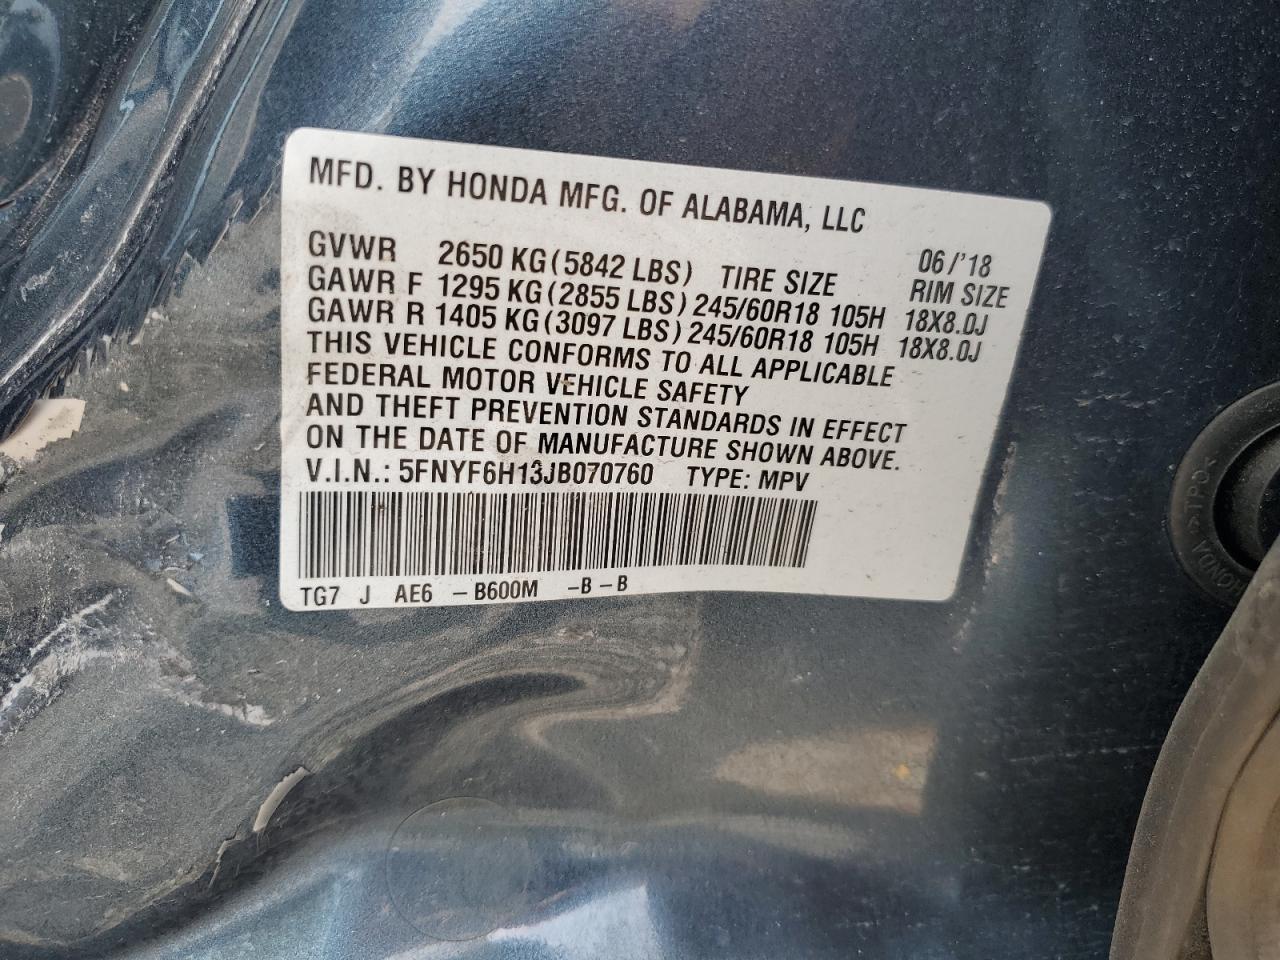 MFD. BY HONDA MFG. OF ALABAMA, LLC
06/'18
GVWR 2650 KG (5842 LBS) TIRE SIZE RIM SIZE
GAWR F 1295 KG (2855 LBS) 245/60R18 105H 18X8.0J
GAWR R 1405 KG (3097 LBS) 245/60R18 105H 18X8.0J
THIS VEHICLE CONFORMS TO ALL APPLICABLE
FEDERAL MOTOR VEHICLE SAFETY
AND THEFT PREVENTION STANDARDS IN EFFECT
ON THE DATE OF MANUFACTURE SHOWN ABOVE.
V.I.N.: 5FNYF6H13JB070760 TYPE: MPV
TG7 J AE6 – B600M –B – B